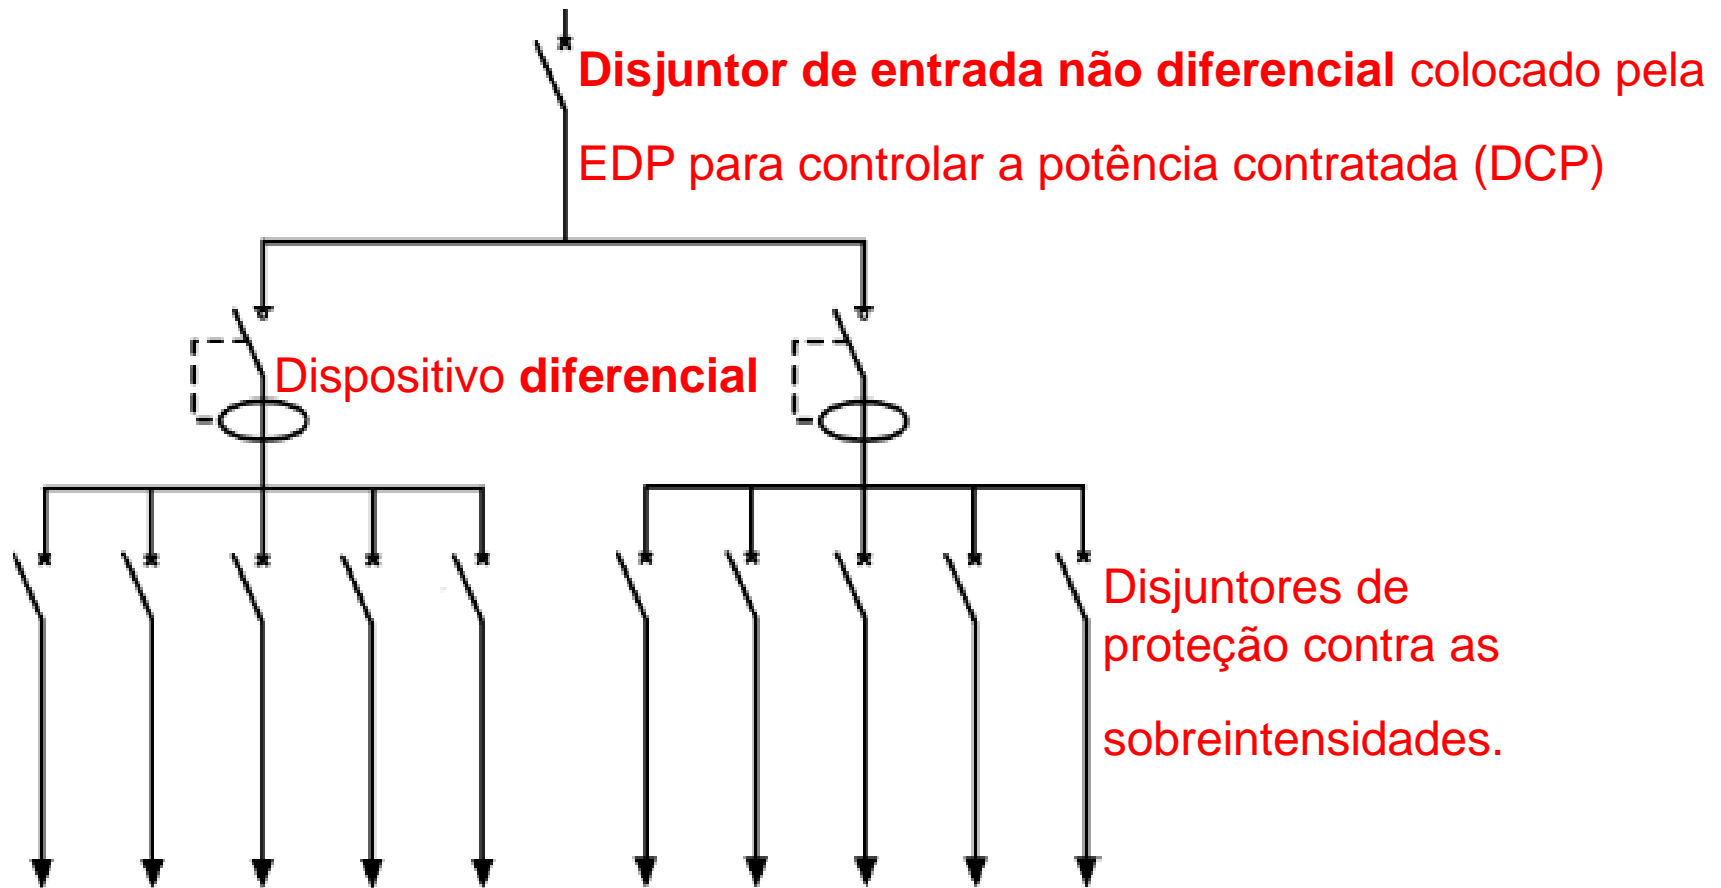 Disjuntor de entrada não diferencial colocado pela
EDP para controlar a potência contratada (DCP)
Dispositivo diferencial
Disjuntores de
proteção contra as
sobreintensidades.